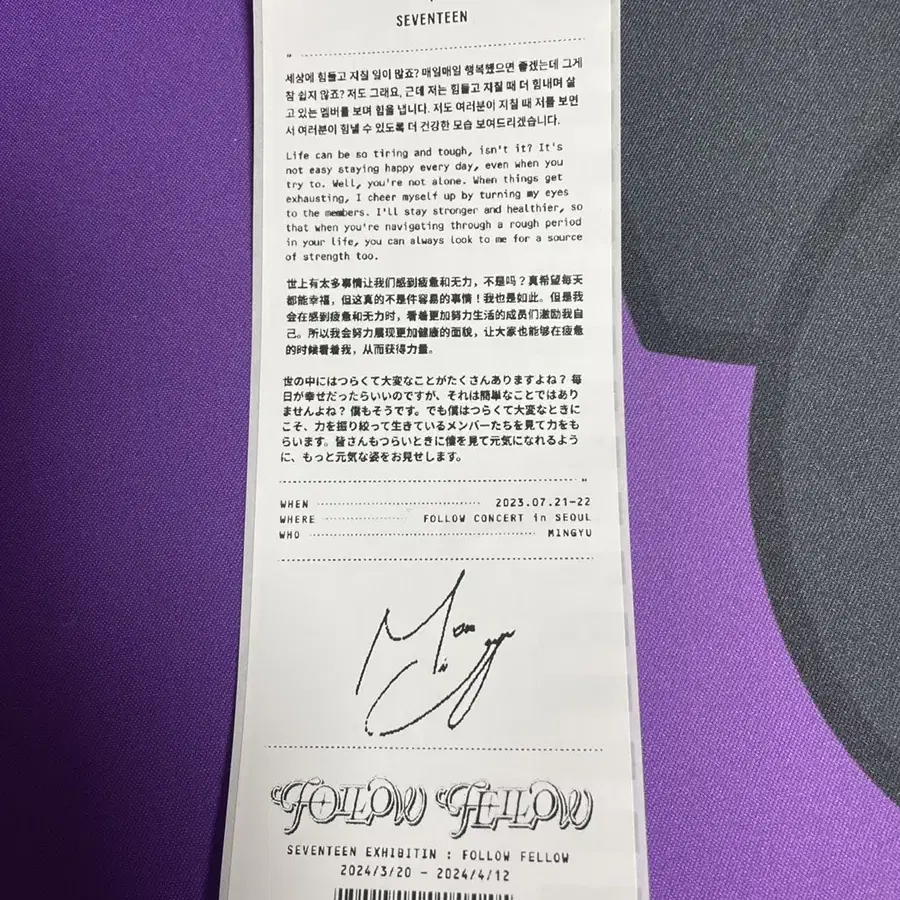 SEVENTEEN
"
세상에 힘들고 지칠 일이 많죠? 매일매일 행복했으면 좋겠는데 그게
참 쉽지 않죠? 저도 그래요, 근데 저는 힘들고 지칠 때 더 힘내며 살
고 있는 멤버를 보며 힘을 냅니다. 저도 여러분이 지칠 때 저를 보면
서 여러분이 힘낼 수 있도록 더 건강한 모습 보여드리겠습니다.
Life can be so tiring and tough, isn't it? It's
not easy staying happy every day, even when you
try to. Well, you're not alone. When things get
exhausting, I cheer myself up by turning my eyes
to the members. I'll stay stronger and healthier, so
that when you're navigating through a rough period
in your life, you can always look to me for a source
of strength too.
世上有太多事情让我们感到疲惫和无力，不是吗？真希望每天
都能幸福，但这真的不是件容易的事情！我也是如此。但是我
会在感到疲惫和无力时，看着更加努力生活的成员们激励我自
己。所以我会努力展现更加健康的面貌，让大家也能够在疲惫
的时候看着我，从而获得力量。
世の中にはつらくて大変なことがたくさんありますよね？ 毎
日が幸せだったらいいのですが、それは簡単なことではあり
ませんよね？ 僕もそうです。でも僕はつらくて大変なときに
こそ、力を振り絞って生きているメンバーたちを見て力をも
らいます。皆さんもつらいときに僕を見て元気になれるよう
に、もっと元気な姿をお見せします。
"
WHEN 2023.07.21-22
WHERE FOLLOW CONCERT in SEOUL
WHO MINGYU
Mingyu
FOLLOW FELLOW
SEVENTEEN EXHIBITIN : FOLLOW FELLOW
2024/3/20 - 2024/4/12